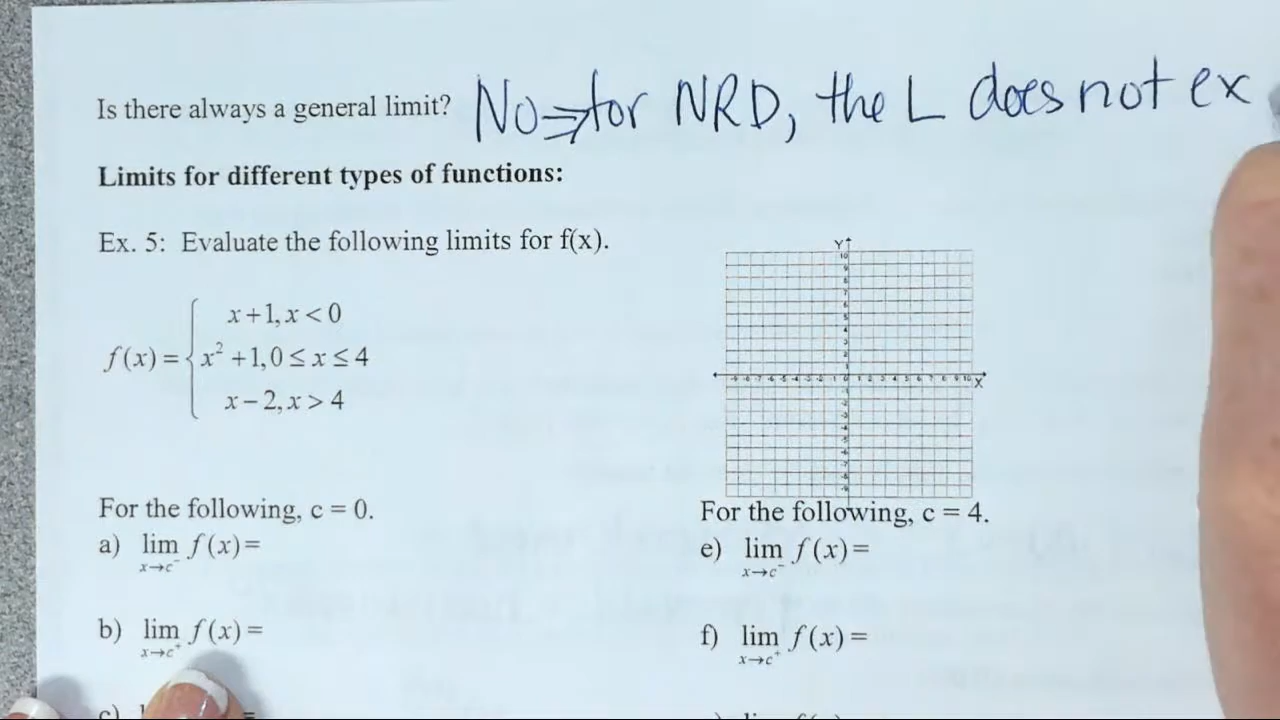 Is there always a general limit? No ⇒ for NRD, the L does not ex
Limits for different types of functions:
Ex. 5: Evaluate the following limits for f(x).
Y
x+1, x < 0
f(x) = { x² +1, 0 ≤ x ≤ 4
x − 2, x > 4
X
For the following, c = 0.
For the following, c = 4.
a) lim f(x)=
x→c⁻
e) lim f(x)=
x→c⁻
b) lim f(x)=
x→c⁺
f) lim f(x)=
x→c⁺